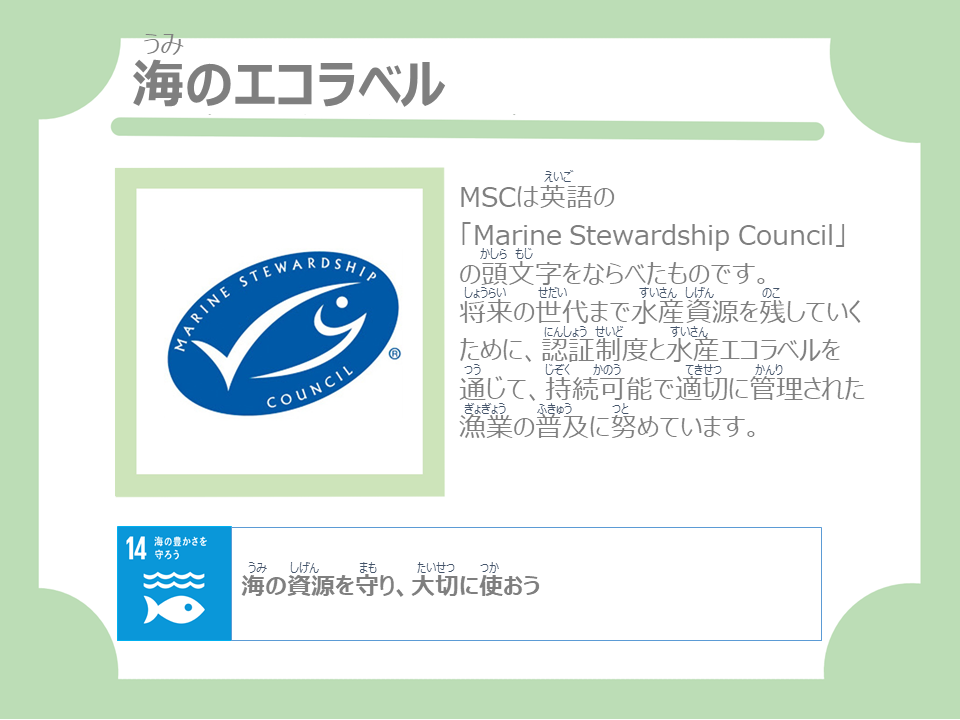 うみ
海のエコラベル
MARINE STEWARDSHIP
COUNCIL
®
えいご
MSCは英語の
「Marine Stewardship Council」
かしら もじ
の頭文字をならべたものです。
しょうらい せだい すいさん しげん のこ
将来の世代まで水産資源を残していく
にんしょう せいど すいさん
ために、認証制度と水産エコラベルを
つう じぞく かのう てきせつ かんり
通じて、持続可能で適切に管理された
ぎょぎょう ふきゅう つと
漁業の普及に努めています。
14 海の豊かさを
守ろう
うみ しげん まも たいせつ つか
海の資源を守り、大切に使おう